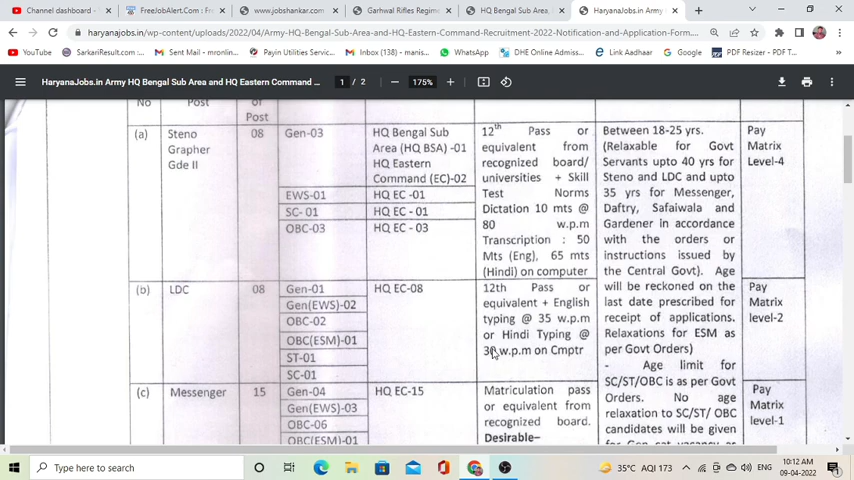 Channel dashboard
FreeJobAlert.Com : Free
www.jobshankar.com
Garhwal Rifles Regime
HQ Bengal Sub Area,
HaryanaJobs.in Army
haryanajobs.in/wp-content/uploads/2022/04/Army-HQ-Bengal-Sub-Area-and-HQ-Eastern-Command-Recruitment-2022-Notification-and-Application-Form....
YouTube
SarkariResult.com :...
Sent Mail - mronline...
Payin Utilities Servic...
Inbox (138) - manis...
WhatsApp
DHE Online Admiss...
Link Aadhaar
Google
PDF Resizer
PDF Editor
HaryanaJobs.in Army HQ Bengal Sub Area and HQ Eastern Command ...
1 / 2
175%
No
Post
of
Post
(a)
Steno
Grapher
Gde II
08
Gen-03
HQ Bengal Sub
Area (HQ BSA) -01
HQ Eastern
Command (EC)-02
EWS-01
HQ EC -01
SC- 01
HQ EC - 01
OBC-03
HQ EC - 03
12th Pass or
equivalent from
recognized board/
universities + Skill
Test Norms
Dictation 10 mts @
80 w.p.m
Transcription : 50
Mts (Eng), 65 mts
(Hindi) on computer
Between 18-25 yrs.
(Relaxable for Govt
Servants upto 40 yrs for
Steno and LDC and upto
35 yrs for Messenger,
Daftry, Safaiwala and
Gardener in accordance
with the orders or
instructions issued by
the Central Govt). Age
will be reckoned on the
last date prescribed for
receipt of applications.
Relaxations for ESM as
per Govt Orders)
- Age limit for
SC/ST/OBC is as per Govt
Orders. No age
relaxation to SC/ST/ OBC
candidates will be given
for Gen cat vacancy as
Pay
Matrix
Level-4
(b)
LDC
08
Gen-01
Gen(EWS)-02
OBC-02
OBC(ESM)-01
ST-01
SC-01
HQ EC-08
12th Pass or
equivalent + English
typing @ 35 w.p.m
or Hindi Typing @
30 w.p.m on Cmptr
Pay
Matrix
level-2
(c)
Messenger
15
Gen-04
Gen(EWS)-03
OBC-06
OBC(ESM)-01
HQ EC-15
Matriculation pass
or equivalent from
recognized board.
Desirable–
Pay
Matrix
level-1
Type here to search
35°C AQI 173
ENG
10:12 AM
09-04-2022